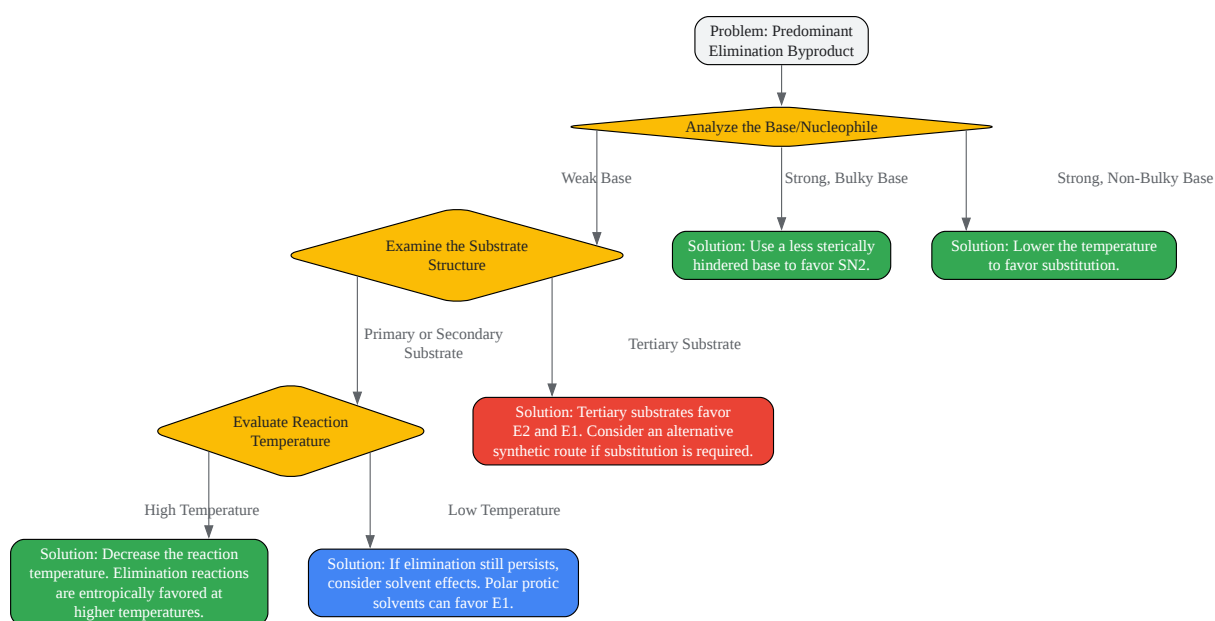 Problem: Predominant
Elimination Byproduct
Analyze the Base/Nucleophile
Weak Base
Strong, Bulky Base
Strong, Non-Bulky Base
Examine the Substrate
Structure
Solution: Use a less sterically
hindered base to favor SN2.
Solution: Lower the temperature
to favor substitution.
Primary or Secondary
Substrate
Tertiary Substrate
Evaluate Reaction
Temperature
Solution: Tertiary substrates favor
E2 and E1. Consider an alternative
synthetic route if substitution is required.
High Temperature
Low Temperature
Solution: Decrease the reaction
temperature. Elimination reactions
are entropically favored at
higher temperatures.
Solution: If elimination still persists,
consider solvent effects. Polar protic
solvents can favor E1.